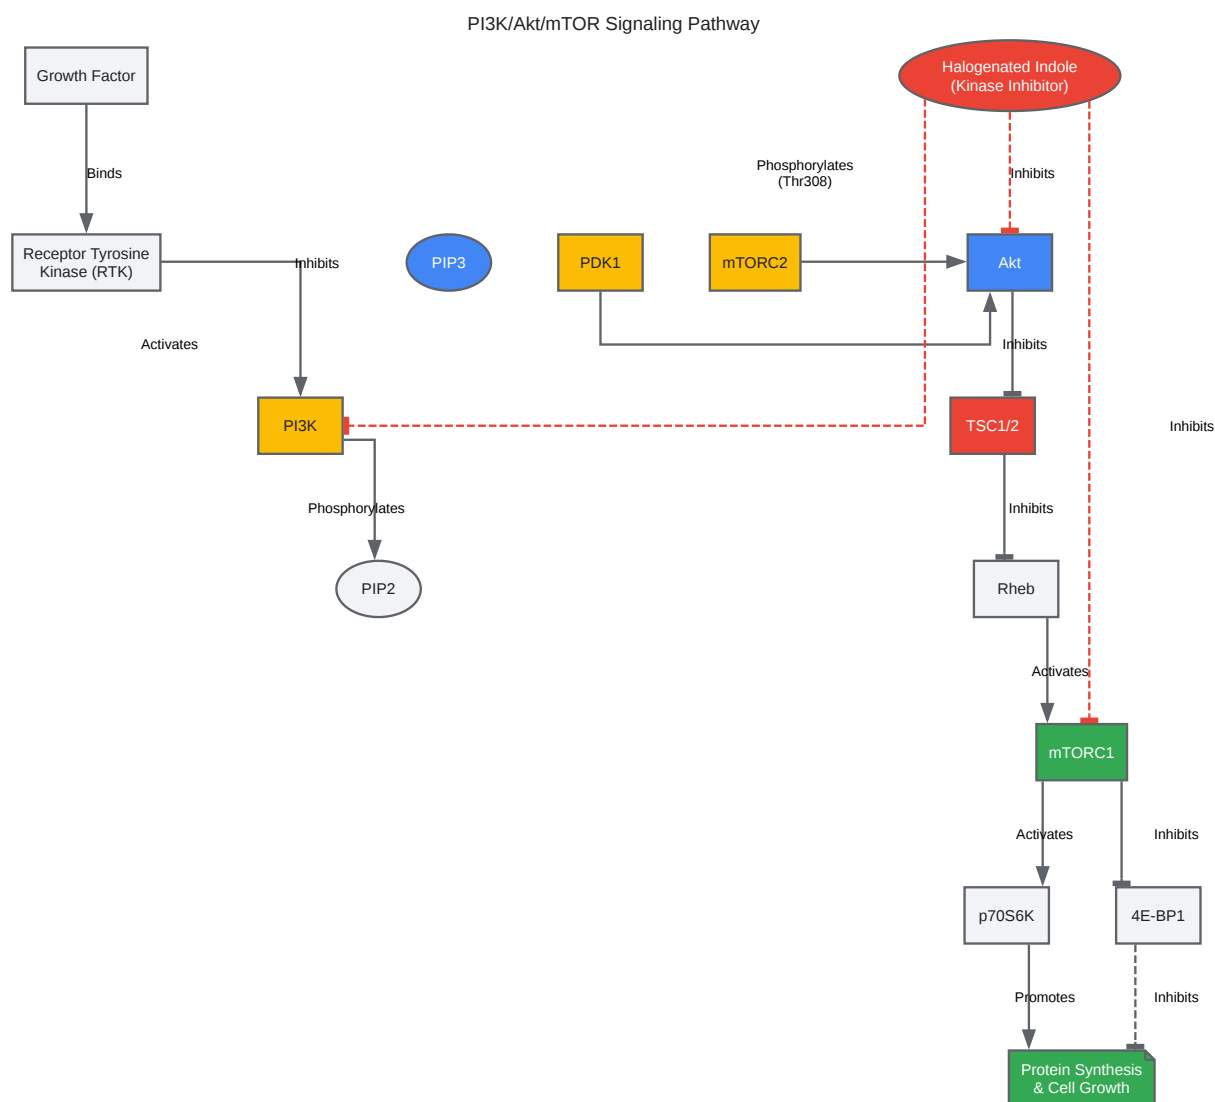 PI3K/Akt/mTOR Signaling Pathway
Growth Factor
Halogenated Indole
(Kinase Inhibitor)
Binds
Phosphorylates
(Thr308)
Inhibits
Receptor Tyrosine
Kinase (RTK)
Inhibits
PIP3
PDK1
mTORC2
Akt
Activates
Inhibits
PI3K
TSC1/2
Inhibits
Phosphorylates
Inhibits
PIP2
Rheb
Activates
mTORC1
Activates
Inhibits
p70S6K
4E-BP1
Promotes
Inhibits
Protein Synthesis
& Cell Growth